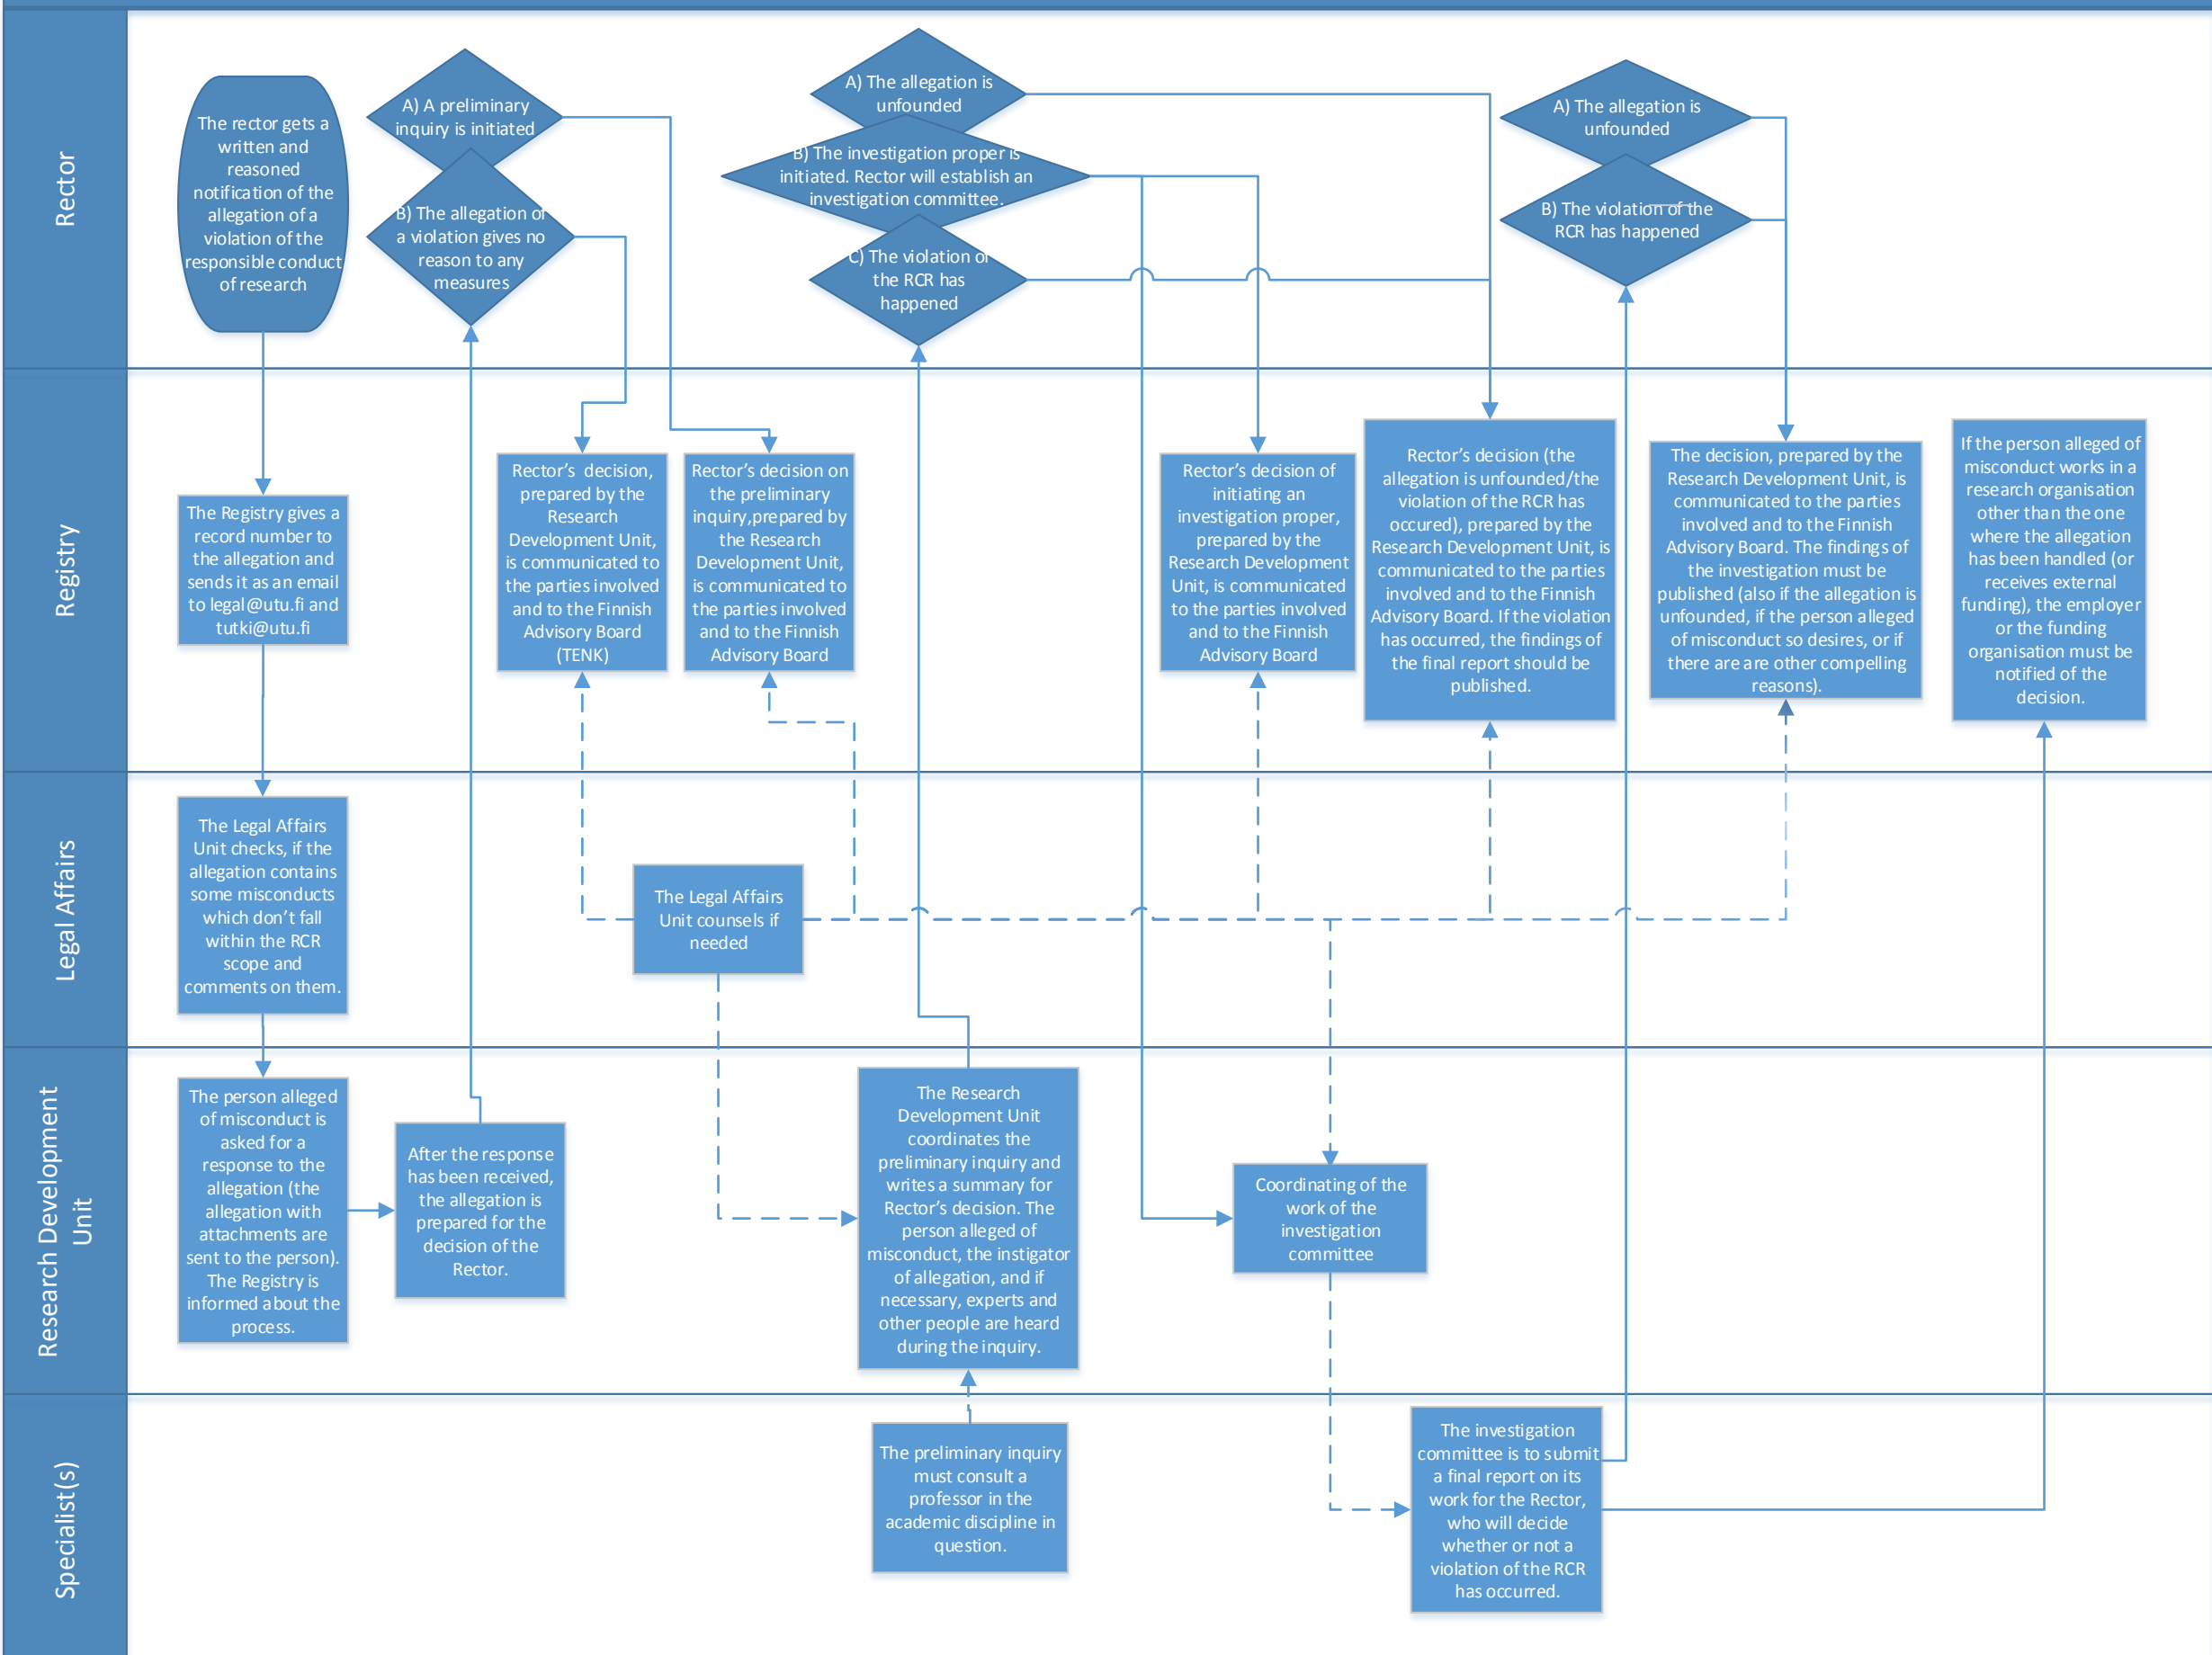 Rector
The rector gets a
written and
reasoned
notification of the
allegation of a
violation of the
responsible conduct
of research
A) A preliminary
inquiry is initiated
B) The allegation of
a violation gives no
reason to any
measures
A) The allegation is
unfounded
B) The investigation proper is
initiated. Rector will establish an
investigation committee.
C) The violation of
the RCR has
happened
A) The allegation is
unfounded
B) The violation of the
RCR has happened
Registry
The Registry gives a
record number to
the allegation and
sends it as an email
to legal@utu.fi and
tutki@utu.fi
Rector's decision,
prepared by the
Research
Development Unit,
is communicated to
the parties involved
and to the Finnish
Advisory Board
(TENK)
Rector's decision on
the preliminary
inquiry,prepared by
the Research
Development Unit,
is communicated to
the parties involved
and to the Finnish
Advisory Board
Rector's decision of
initiating an
investigation proper,
prepared by the
Research Development
Unit, is communicated
to the parties involved
and to the Finnish
Advisory Board
Rector's decision (the
allegation is unfounded/the
violation of the RCR has
occured), prepared by the
Research Development Unit, is
communicated to the parties
involved and to the Finnish
Advisory Board. If the violation
has occurred, the findings of
the final report should be
published.
The decision, prepared by the
Research Development Unit, is
communicated to the parties
involved and to the Finnish
Advisory Board. The findings of
the investigation must be
published (also if the allegation is
unfounded, if the person alleged
of misconduct so desires, or if
there are are other compelling
reasons).
If the person alleged of
misconduct works in a
research organisation
other than the one
where the allegation
has been handled (or
receives external
funding), the employer
or the funding
organisation must be
notified of the
decision.
Legal Affairs
The Legal Affairs
Unit checks, if the
allegation contains
some misconducts
which don't fall
within the RCR
scope and
comments on them.
The Legal Affairs
Unit counsels if
needed
Research Development
Unit
The person alleged
of misconduct is
asked for a
response to the
allegation (the
allegation with
attachments are
sent to the person).
The Registry is
informed about the
process.
After the response
has been received,
the allegation is
prepared for the
decision of the
Rector.
The Research
Development Unit
coordinates the
preliminary inquiry and
writes a summary for
Rector's decision. The
person alleged of
misconduct, the instigator
of allegation, and if
necessary, experts and
other people are heard
during the inquiry.
Coordinating of the
work of the
investigation
committee
Specialist(s)
The preliminary inquiry
must consult a
professor in the
academic discipline in
question.
The investigation
committee is to submit
a final report on its
work for the Rector,
who will decide
whether or not a
violation of the RCR
has occurred.